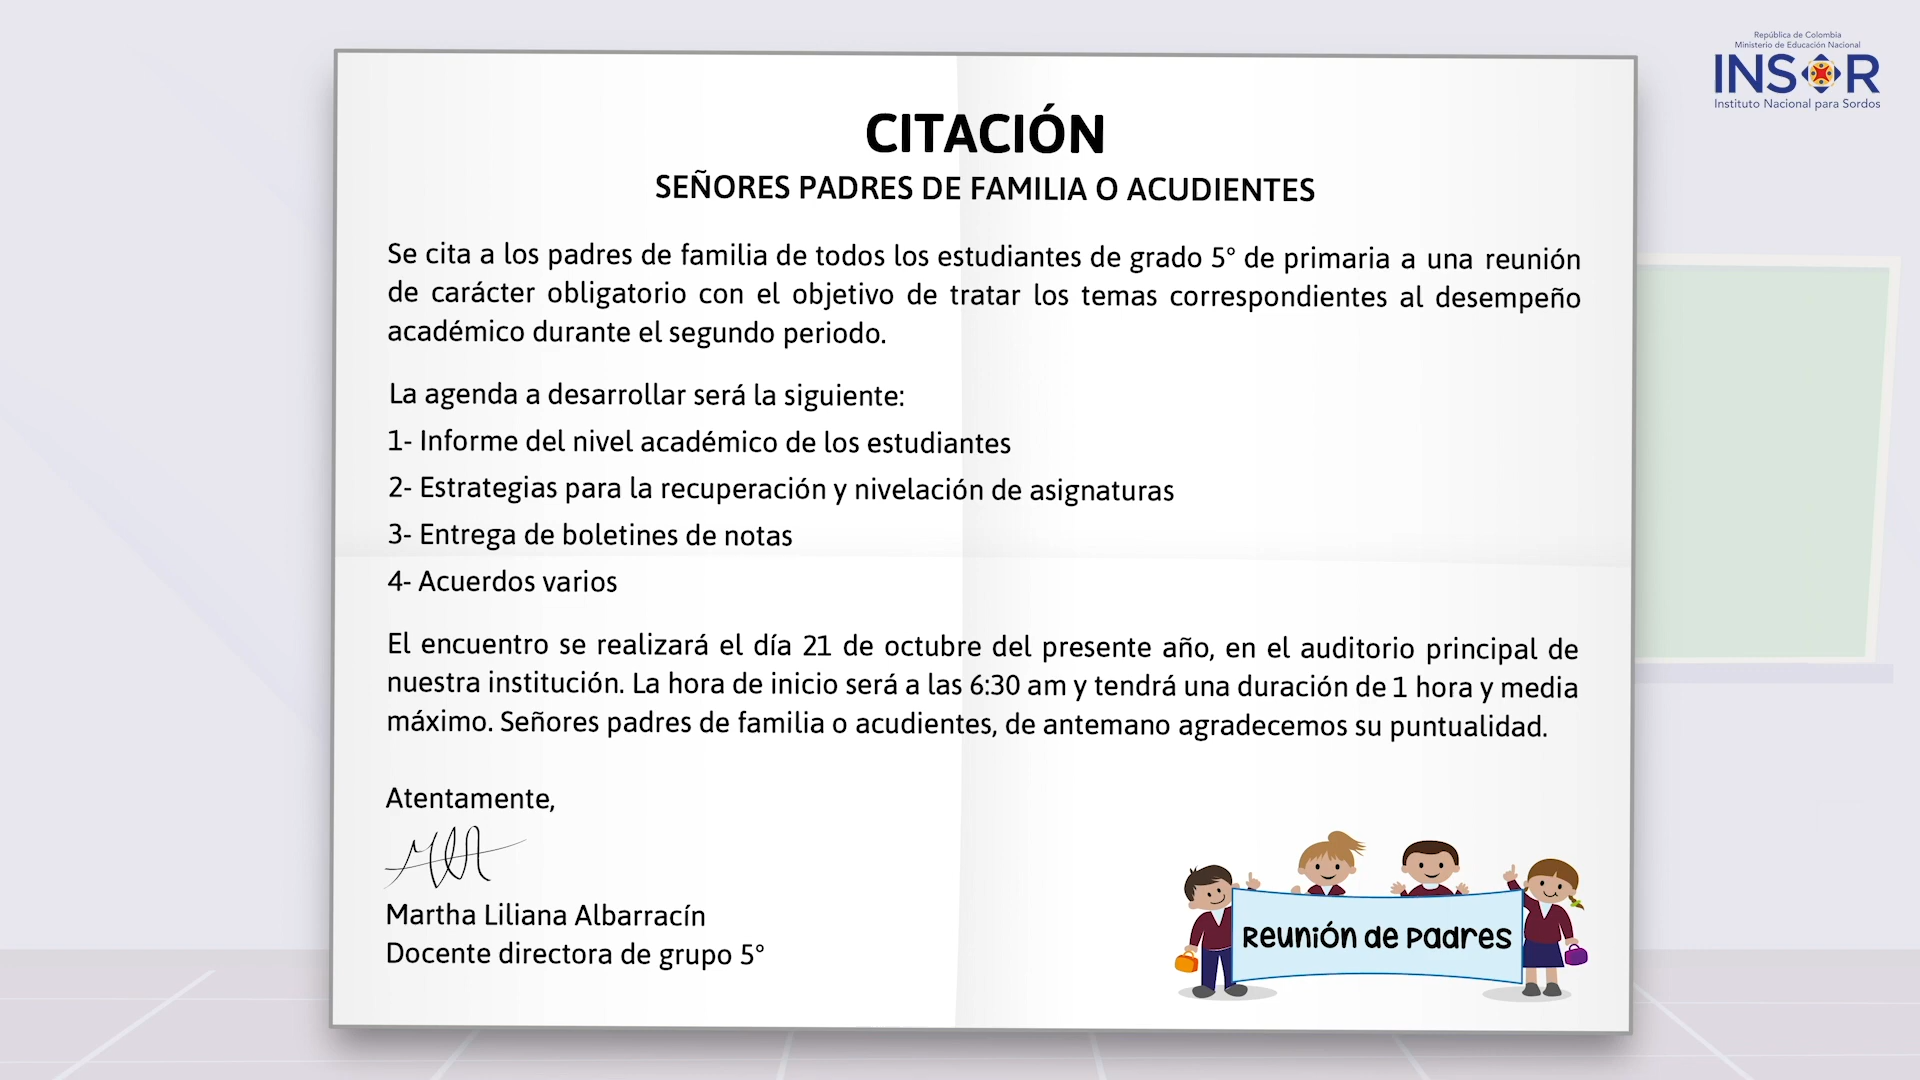 República de Colombia
Ministerio de Educación Nacional
INSOR
Instituto Nacional para Sordos
CITACIÓN
SEÑORES PADRES DE FAMILIA O ACUDIENTES
Se cita a los padres de familia de todos los estudiantes de grado 5° de primaria a una reunión
de carácter obligatorio con el objetivo de tratar los temas correspondientes al desempeño
académico durante el segundo periodo.
La agenda a desarrollar será la siguiente:
1- Informe del nivel académico de los estudiantes
2- Estrategias para la recuperación y nivelación de asignaturas
3- Entrega de boletines de notas
4- Acuerdos varios
El encuentro se realizará el día 21 de octubre del presente año, en el auditorio principal de
nuestra institución. La hora de inicio será a las 6:30 am y tendrá una duración de 1 hora y media
máximo. Señores padres de familia o acudientes, de antemano agradecemos su puntualidad.
Atentamente,
Martha Liliana Albarracín
Docente directora de grupo 5°
Reunión de Padres